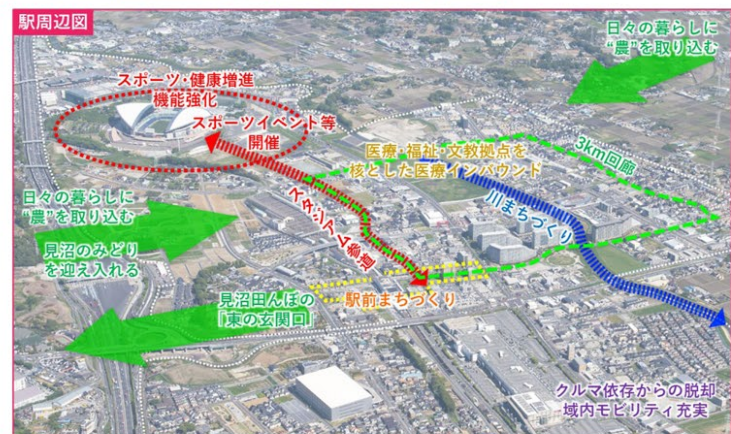 駅周辺図
日々の暮らしに
“農”を取り込む
スポーツ・健康増進
機能強化
スポーツイベント等
開催
医療・福祉・文教拠点を
核とした医療インバウンド
3km回廊
川まちづくり
スタジアム参道
日々の暮らしに
“農”を取り込む
見沼のみどり
を迎え入れる
駅前まちづくり
見沼田んぼの
「東の玄関口」
クルマ依存からの脱却
域内モビリティ充実